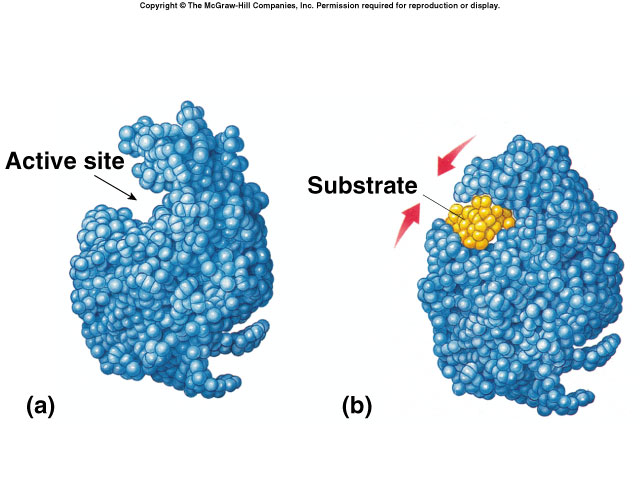 Copyright © The McGraw-Hill Companies, Inc. Permission required for reproduction or display.
Active site
Substrate
(a)
(b)